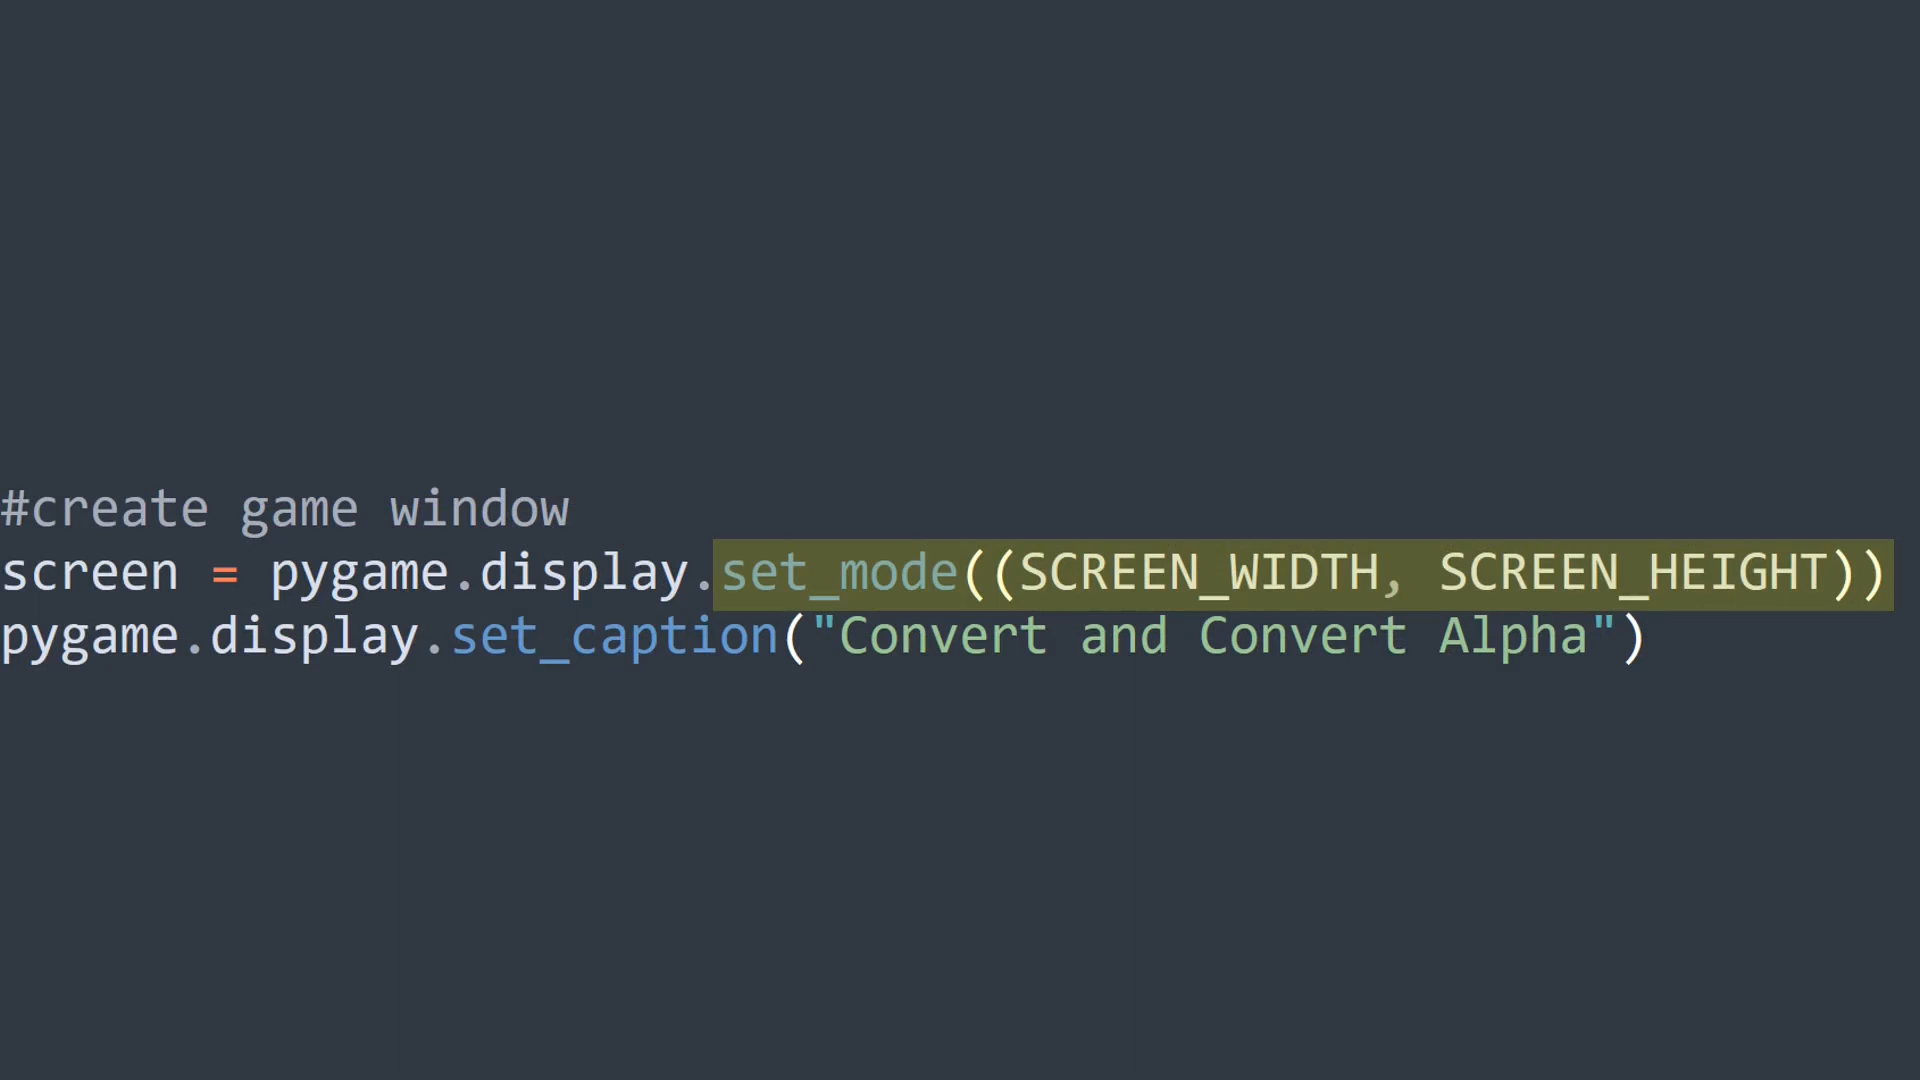 #create game window
screen = pygame.display.set_mode((SCREEN_WIDTH, SCREEN_HEIGHT))
pygame.display.set_caption("Convert and Convert Alpha")